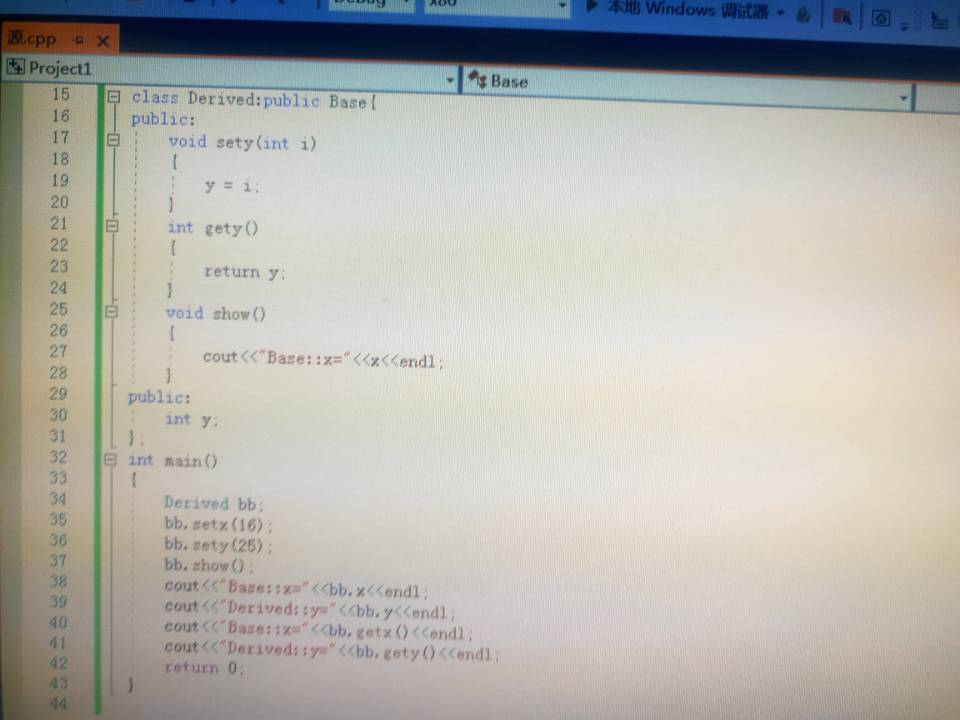 本地 Windows 调试器
源.cpp
Project1
Base
15 class Derived:public Base{
16 public:
17 void sety(int i)
18 {
19 y = i;
20 }
21 int gety()
22 {
23 return y;
24 }
25 void show()
26 {
27 cout<<"Base::x="<<x<<endl;
28 }
29 public:
30 int y;
31 };
32 int main()
33 {
34 Derived bb;
35 bb.setx(16);
36 bb.sety(25);
37 bb.show();
38 cout<<"Base::x="<<bb.x<<endl;
39 cout<<"Derived::y="<<bb.y<<endl;
40 cout<<"Base::x="<<bb.getx()<<endl;
41 cout<<"Derived::y="<<bb.gety()<<endl;
42 return 0;
43 }
44